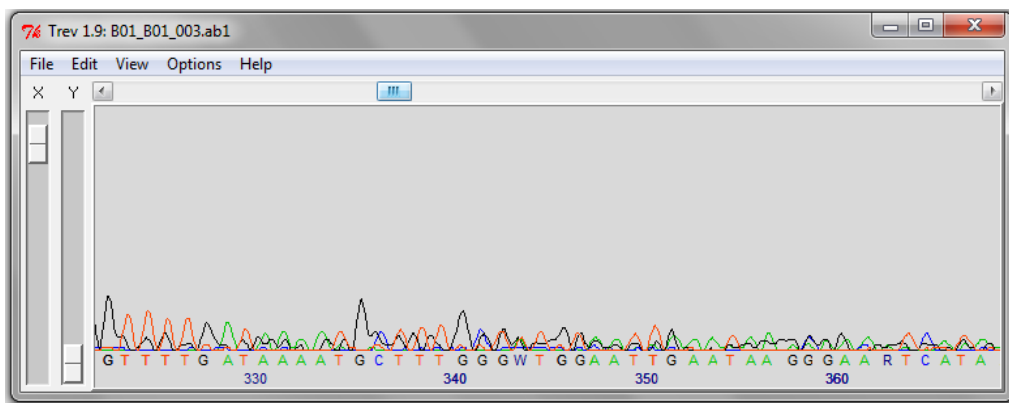 Trev 1.9: B01_B01_003.ab1
File Edit View Options Help
X Y
G T T T T G A T A A A A T G C T T T G G G W T G G A A T T G A A T A A G G G A A R T C A T A
330 340 350 360